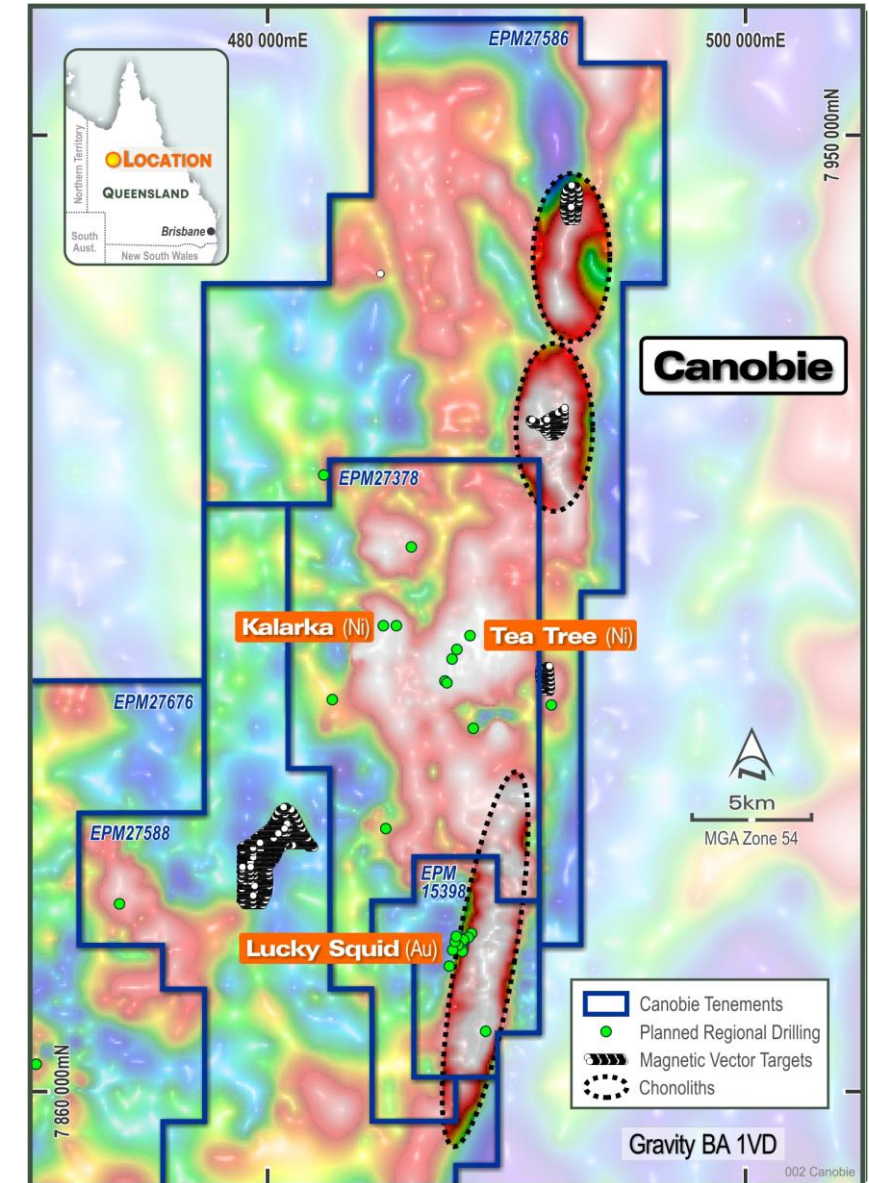 480 000mE
EPM27586
500 000mE
7 950 000mN
Northern Territory
LOCATION
QUEENSLAND
Brisbane
South
Aust.
New South Wales
Canobie
EPM27378
Kalarka (Ni)
Tea Tree (Ni)
EPM27676
N
5km
MGA Zone 54
EPM27588
EPM
15398
Lucky Squid (Au)
Canobie Tenements
Planned Regional Drilling
Magnetic Vector Targets
Chonoliths
7 860 000mN
Gravity BA 1VD
002 Canobie